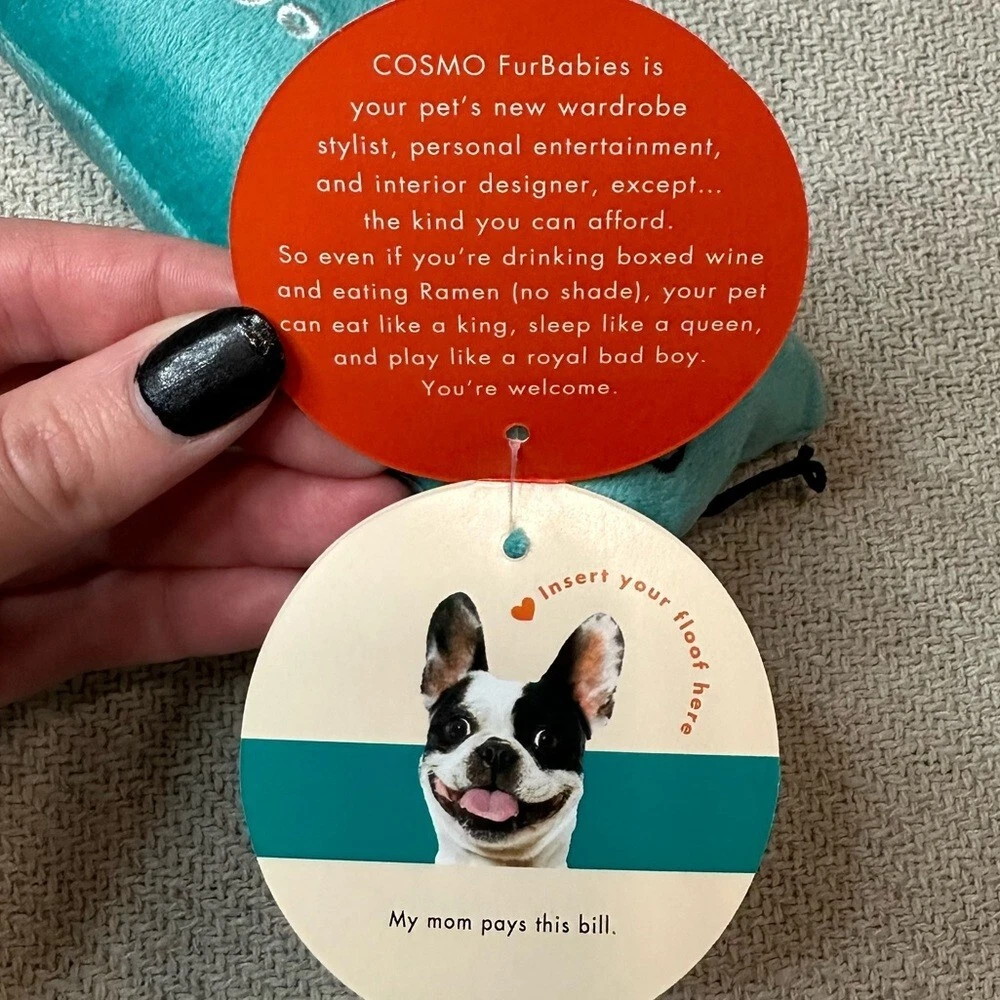 COSMO FurBabies is
your pet's new wardrobe
stylist, personal entertainment,
and interior designer, except...
the kind you can afford.
So even if you're drinking boxed wine
and eating Ramen (no shade), your pet
can eat like a king, sleep like a queen,
and play like a royal bad boy.
You're welcome.
Insert your floof here
My mom pays this bill.